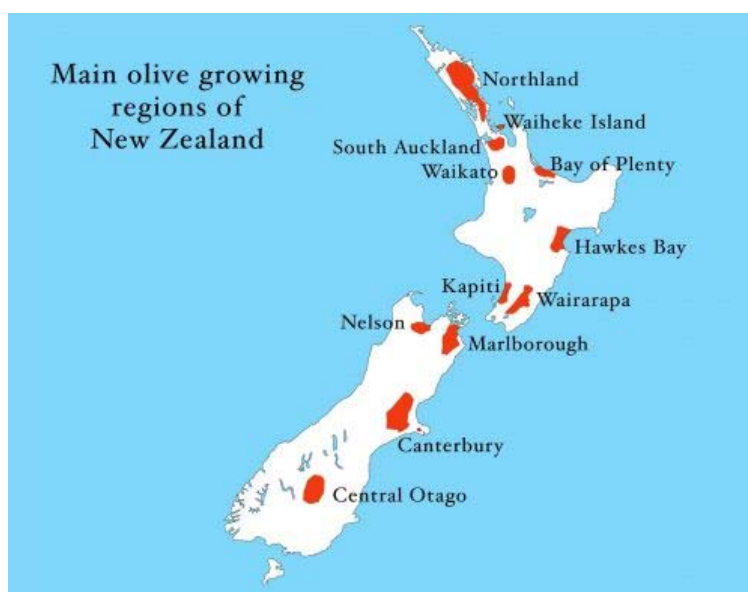 Main olive growing
regions of
New Zealand
Northland
Waiheke Island
South Auckland
Waikato
Bay of Plenty
Hawkes Bay
Kapiti
Wairarapa
Nelson
Marlborough
Canterbury
Central Otago